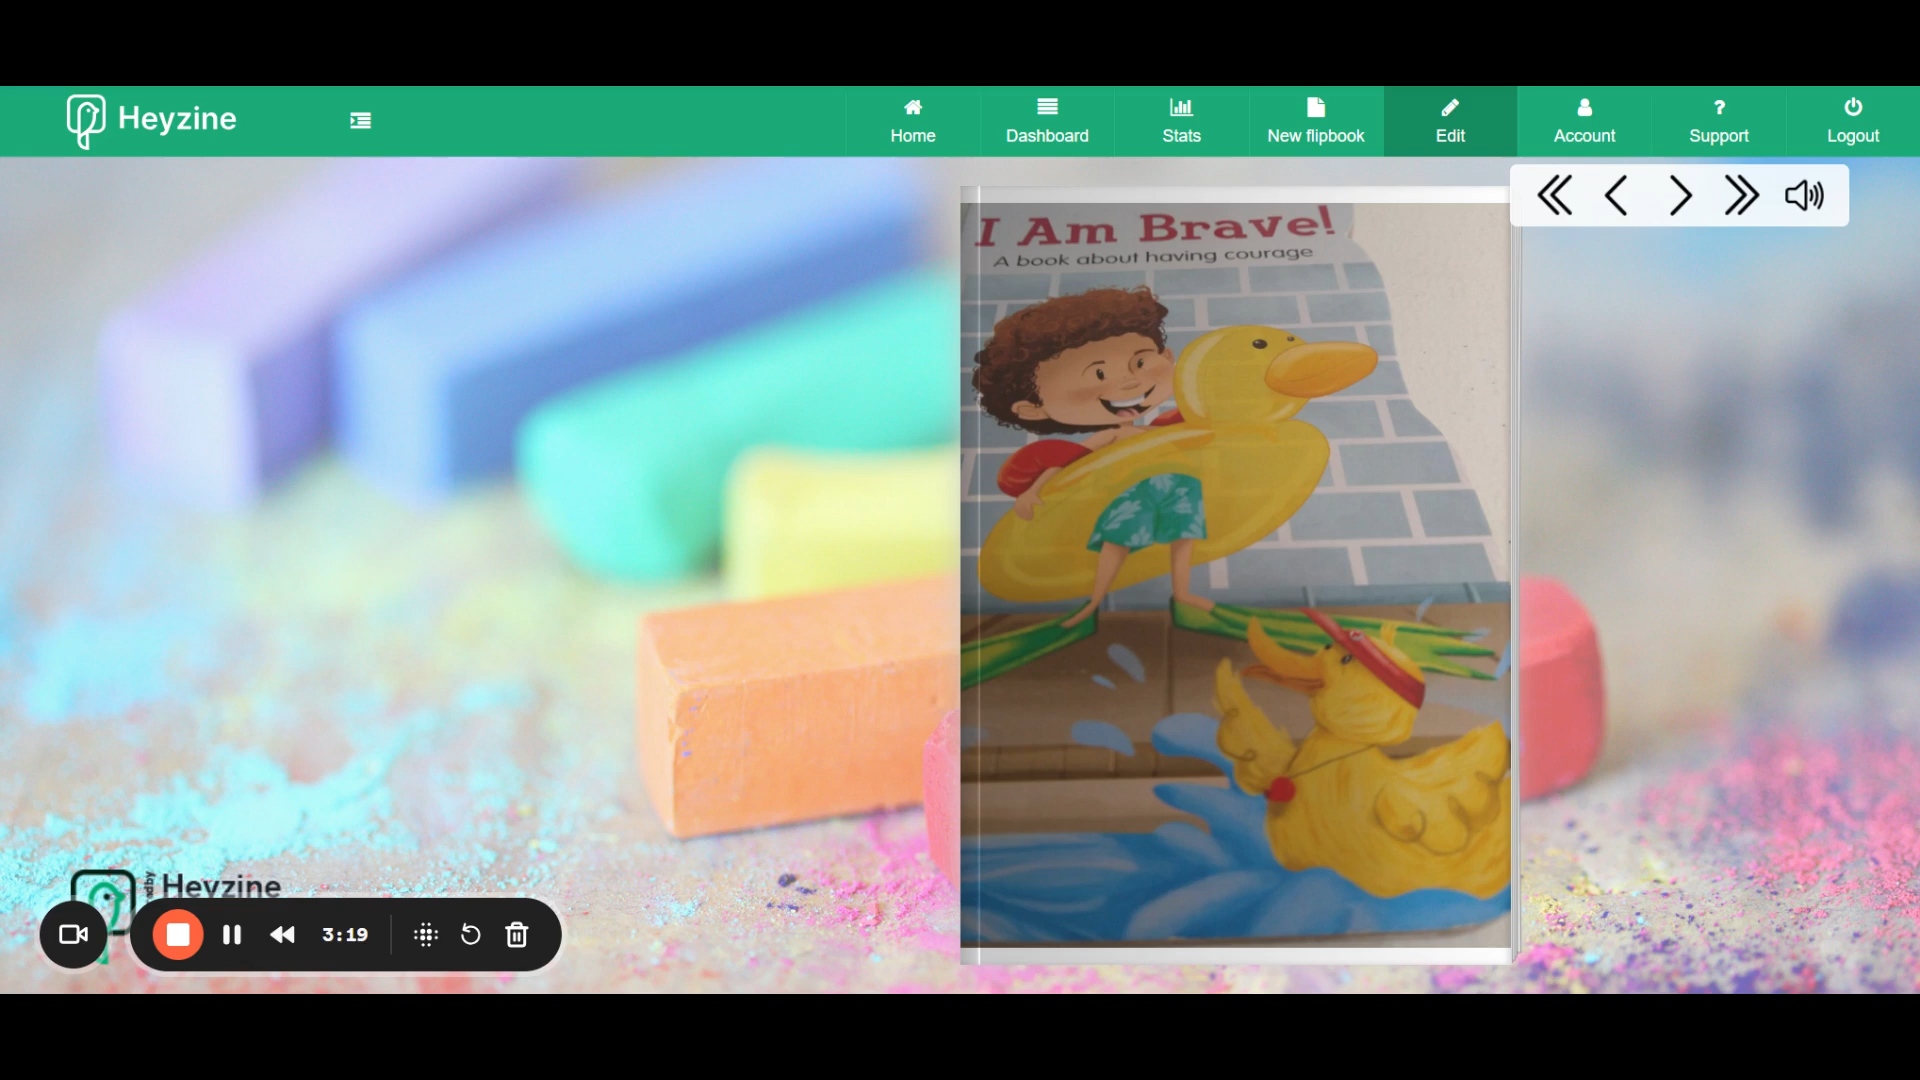 Heyzine
Home
Dashboard
Stats
New flipbook
Edit
Account
Support
Logout
I Am Brave!
A book about having courage
Heyzine
3:19